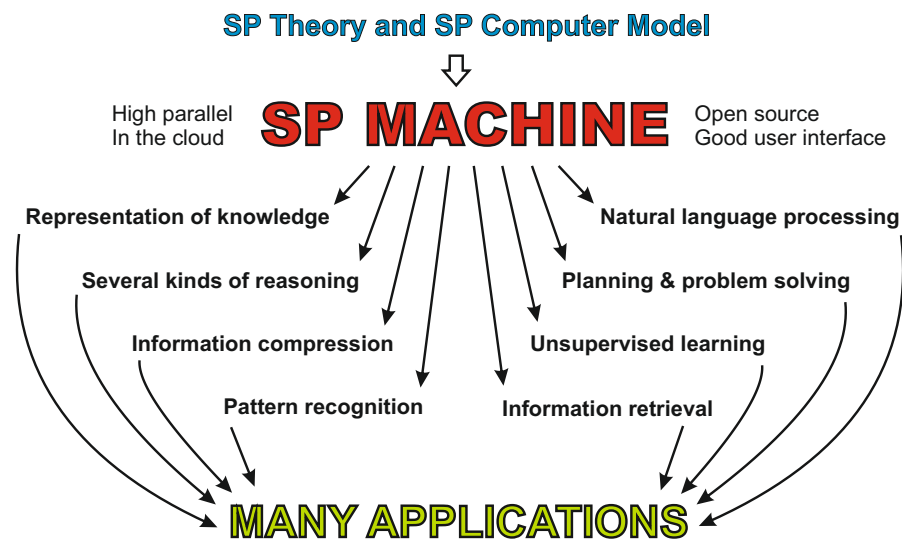 SP Theory and SP Computer Model
High parallel
In the cloud
SP MACHINE
Open source
Good user interface
Representation of knowledge
Natural language processing
Several kinds of reasoning
Planning & problem solving
Information compression
Unsupervised learning
Pattern recognition
Information retrieval
MANY APPLICATIONS